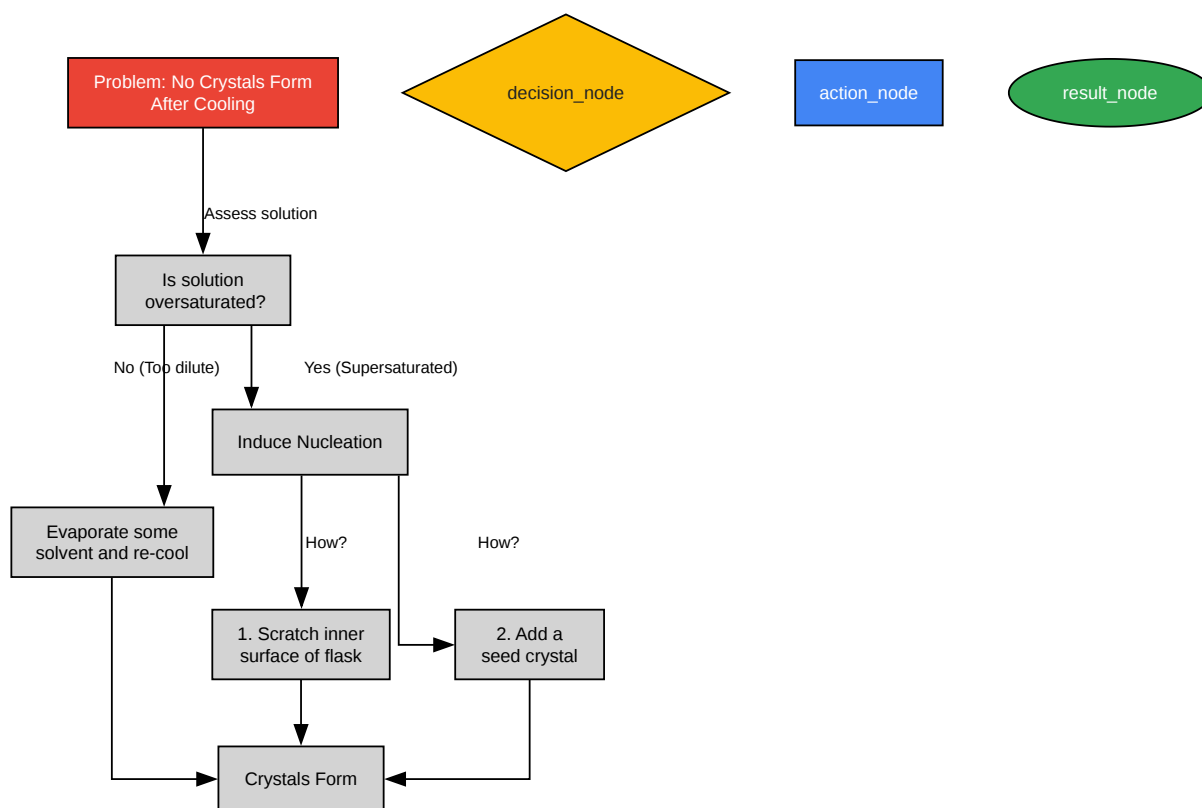 Problem: No Crystals Form
After Cooling
decision_node
action_node
result_node
Assess solution
Is solution
oversaturated?
No (Too dilute)
Yes (Supersaturated)
Induce Nucleation
Evaporate some
solvent and re-cool
How?
How?
1. Scratch inner
surface of flask
2. Add a
seed crystal
Crystals Form